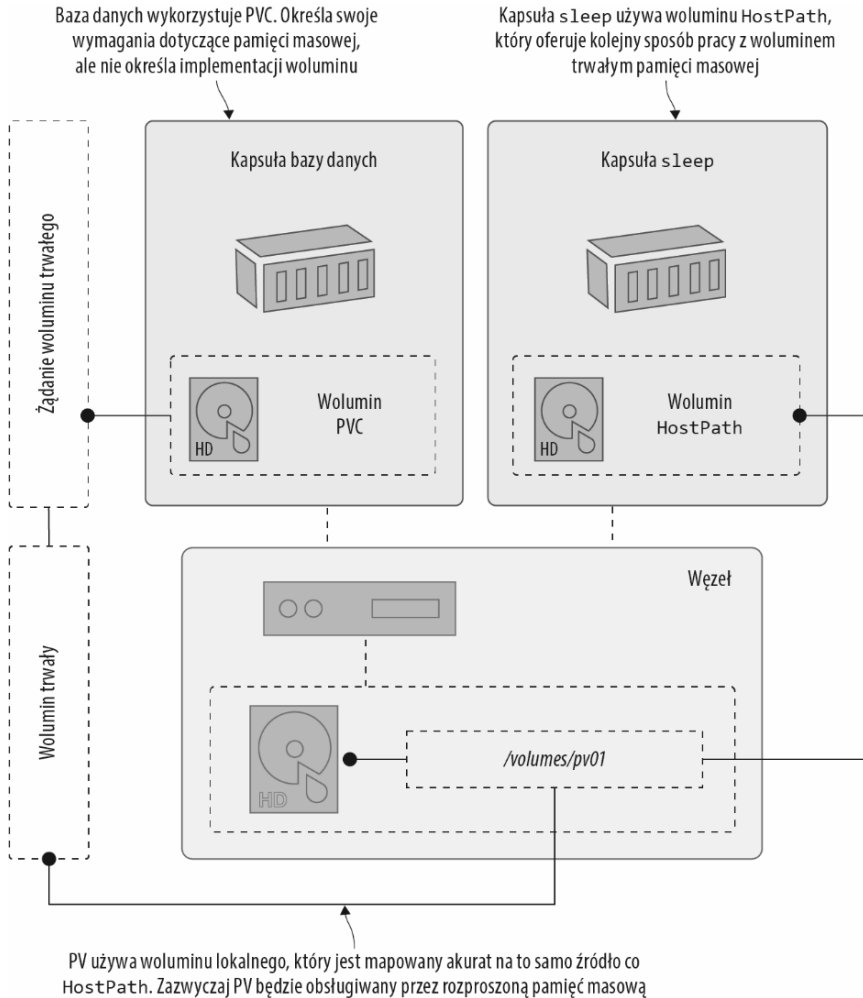 Baza danych wykorzystuje PVC. Określa swoje
wymagania dotyczące pamięci masowej,
ale nie określa implementacji woluminu
Kapsuła sleep używa woluminu HostPath,
który oferuje kolejny sposób pracy z woluminem
trwałym pamięci masowej
Żądanie woluminu trwałego
Kapsuła bazy danych
HD
Wolumin
PVC
Kapsuła sleep
HD
Wolumin
HostPath
Wolumin trwały
Węzeł
HD
/volumes/pv01
PV używa woluminu lokalnego, który jest mapowany akurat na to samo źródło co
HostPath. Zazwyczaj PV będzie obsługiwany przez rozproszoną pamięć masową